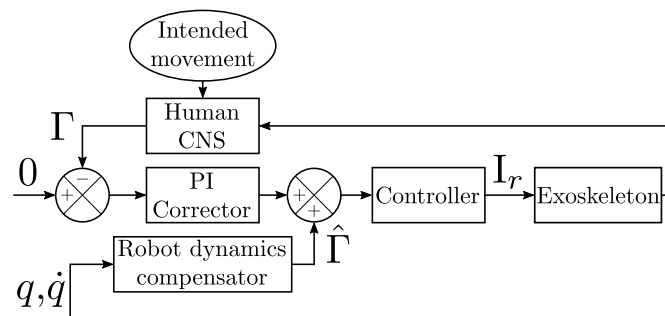 Intended
movement
Human
CNS
Γ
−
0
+
PI
Corrector
+
+
Controller
I_r
Exoskeleton
Robot dynamics
compensator
Γ̂
q,q̇